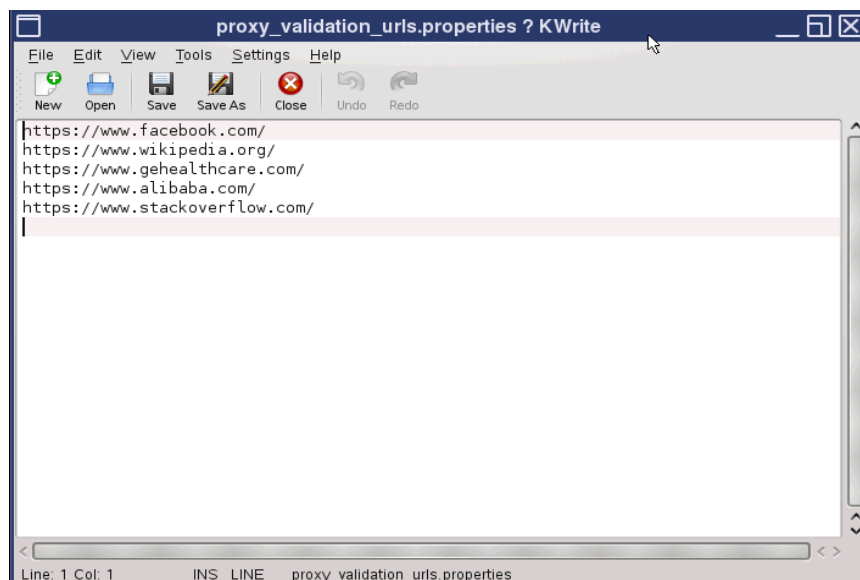 proxy_validation_urls.properties ? KWrite
File Edit View Tools Settings Help
New Open Save Save As Close Undo Redo
https://www.facebook.com/
https://www.wikipedia.org/
https://www.gehealthcare.com/
https://www.alibaba.com/
https://www.stackoverflow.com/
Line: 1 Col: 1 INS LINE proxy_validation_urls.properties